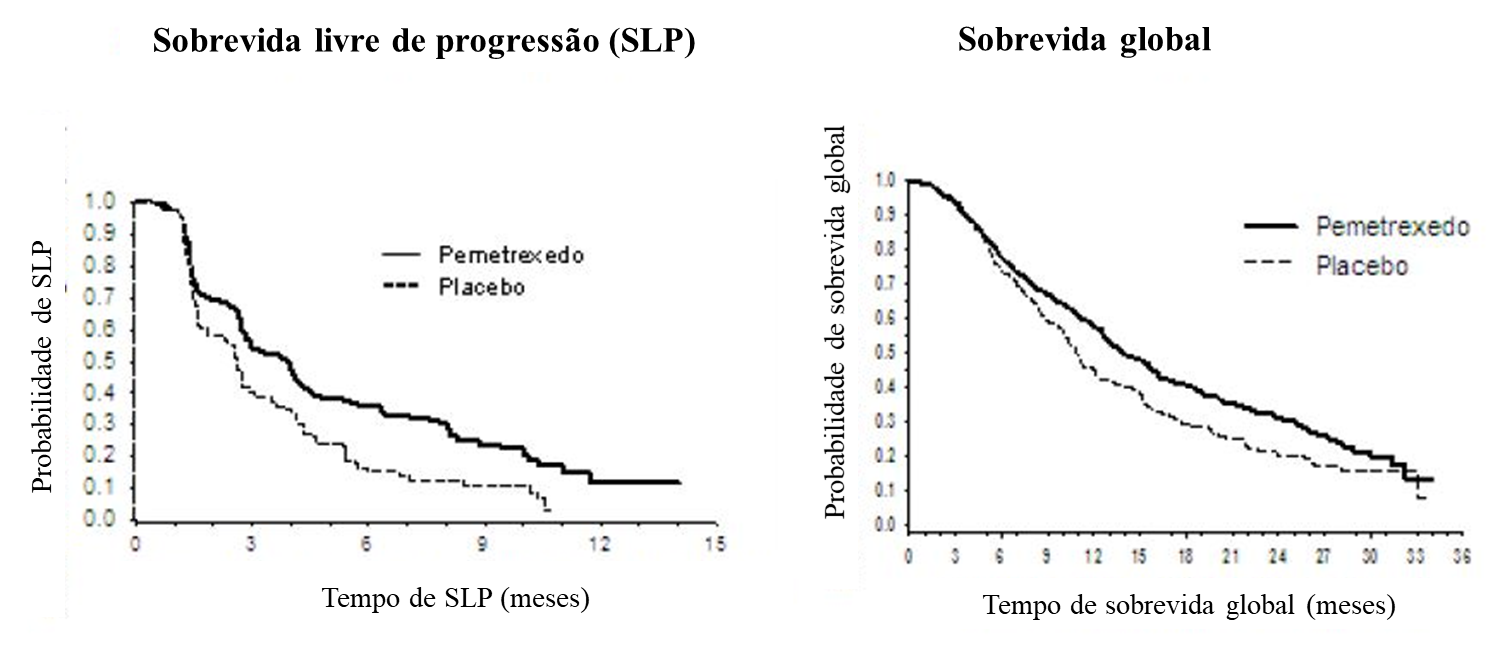 Sobrevida livre de progressão (SLP)
Probabilidade de SLP
1.0
0.9
0.8
0.7
0.6
0.5
0.4
0.3
0.2
0.1
0.0
Pemetrexedo
Placebo
0 3 6 9 12 15
Tempo de SLP (meses)
Sobrevida global
Probabilidade de sobrevida global
1.0
0.9
0.8
0.7
0.6
0.5
0.4
0.3
0.2
0.1
0.0
Pemetrexedo
Placebo
0 3 6 9 12 15 18 21 24 27 30 33 36
Tempo de sobrevida global (meses)